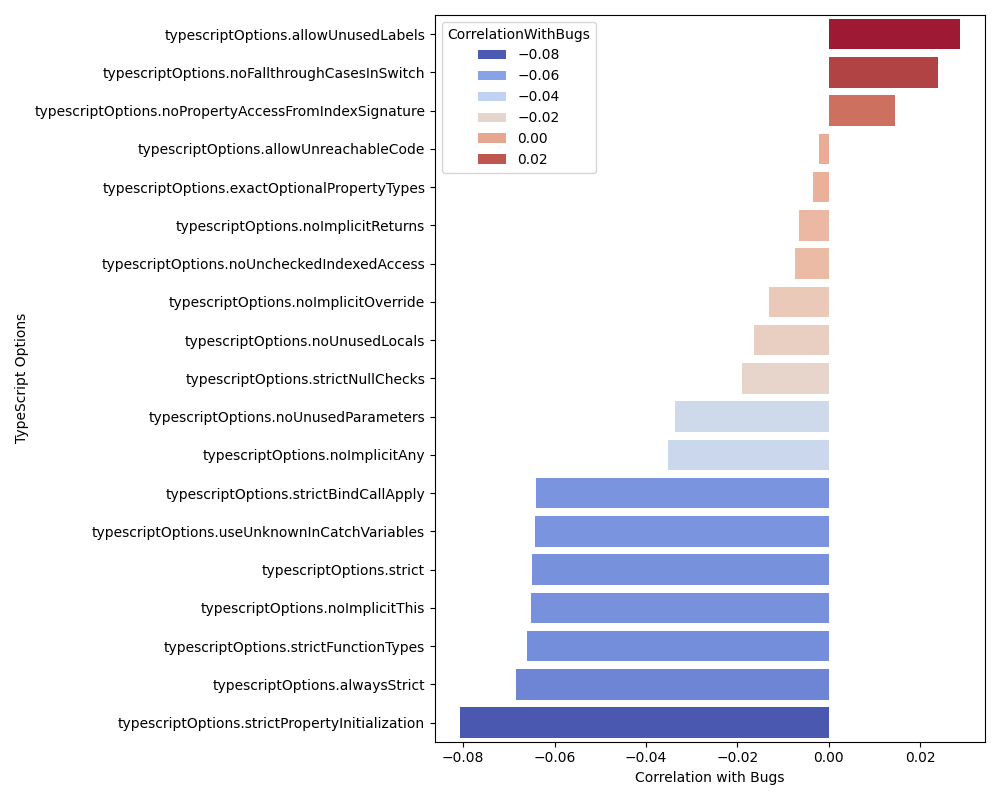 typescriptOptions.allowUnusedLabels
typescriptOptions.noFallthroughCasesInSwitch
typescriptOptions.noPropertyAccessFromIndexSignature
typescriptOptions.allowUnreachableCode
typescriptOptions.exactOptionalPropertyTypes
typescriptOptions.noImplicitReturns
typescriptOptions.noUncheckedIndexedAccess
typescriptOptions.noImplicitOverride
typescriptOptions.noUnusedLocals
typescriptOptions.strictNullChecks
typescriptOptions.noUnusedParameters
typescriptOptions.noImplicitAny
typescriptOptions.strictBindCallApply
typescriptOptions.useUnknownInCatchVariables
typescriptOptions.strict
typescriptOptions.noImplicitThis
typescriptOptions.strictFunctionTypes
typescriptOptions.alwaysStrict
typescriptOptions.strictPropertyInitialization
TypeScript Options
CorrelationWithBugs
−0.08
−0.06
−0.04
−0.02
0.00
0.02
−0.08 −0.06 −0.04 −0.02 0.00 0.02
Correlation with Bugs